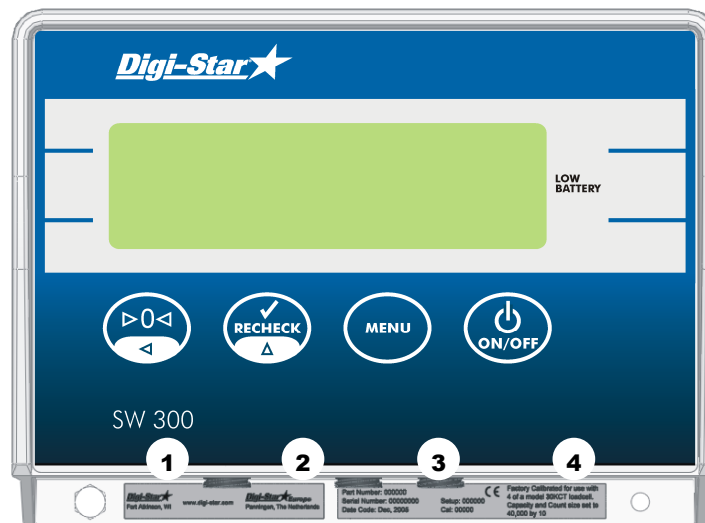 Digi-Star
LOW
BATTERY
▷0◁
RECHECK
MENU
ON/OFF
SW 300
1
2
3
4
Digi-Star
Fort Atkinson, WI
www.digi-star.com
Digi-Star Europe
Panningen, The Netherlands
Part Number: 000000
Serial Number: 00000000
Date Code: Dec, 2005
Setup: 000000
Cal: 00000
CE
Factory Calibrated for use with
4 of a model 30KCT loadcell.
Capacity and Count size set to
40,000 by 10